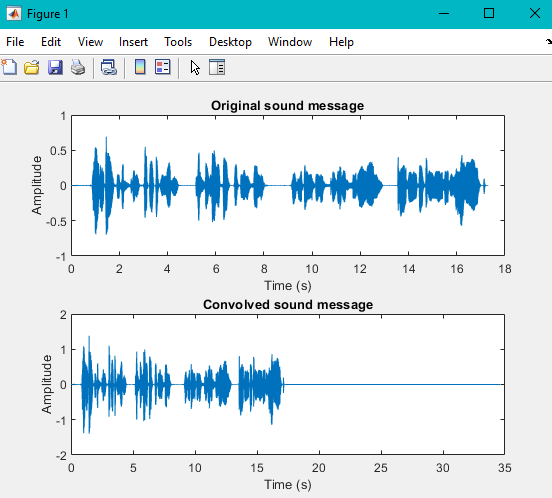 Figure 1
File Edit View Insert Tools Desktop Window Help
Original sound message
Amplitude
1
0.5
0
-0.5
-1
0 2 4 6 8 10 12 14 16 18
Time (s)
Convolved sound message
Amplitude
2
1
0
-1
-2
0 5 10 15 20 25 30 35
Time (s)